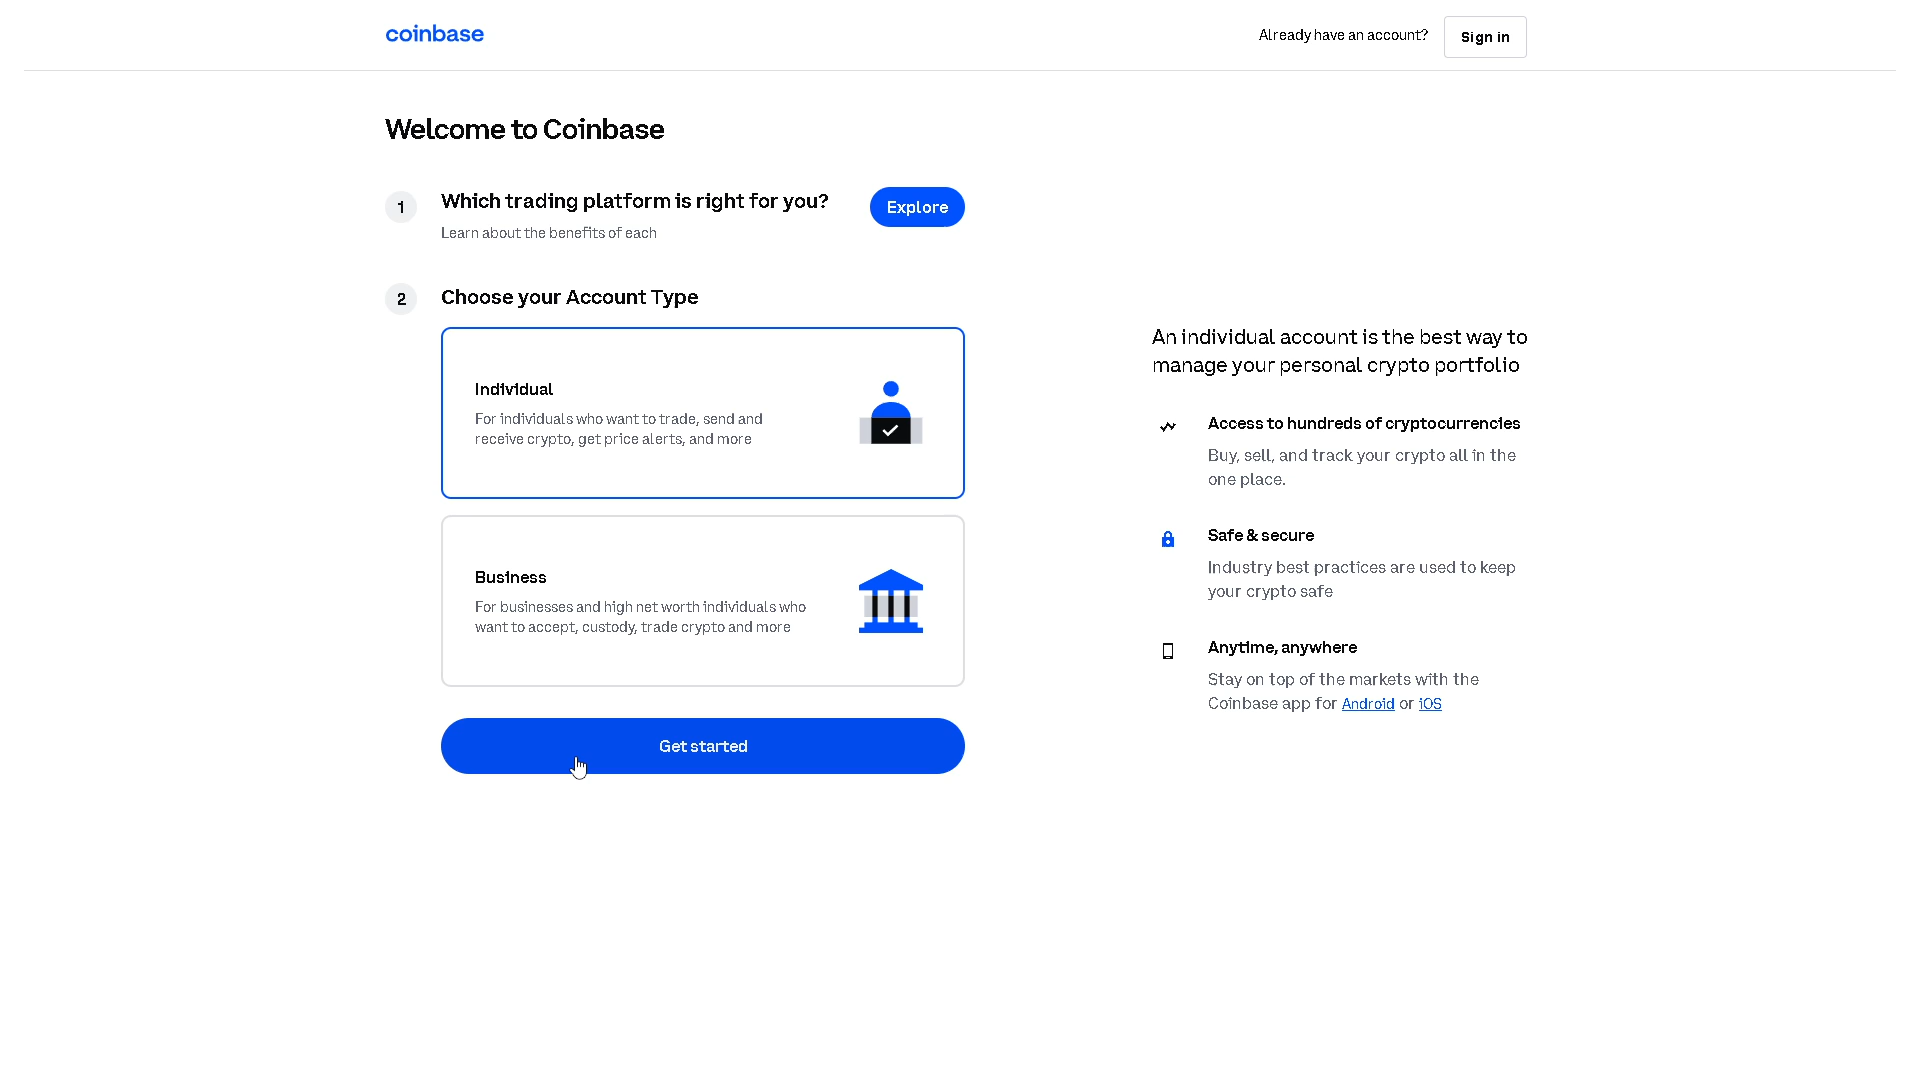 coinbase
Already have an account?
Sign in
Welcome to Coinbase
1
Which trading platform is right for you?
Learn about the benefits of each
Explore
2
Choose your Account Type
Individual
For individuals who want to trade, send and
receive crypto, get price alerts, and more
Business
For businesses and high net worth individuals who
want to accept, custody, trade crypto and more
Get started
An individual account is the best way to
manage your personal crypto portfolio
Access to hundreds of cryptocurrencies
Buy, sell, and track your crypto all in the
one place.
Safe & secure
Industry best practices are used to keep
your crypto safe
Anytime, anywhere
Stay on top of the markets with the
Coinbase app for Android or iOS